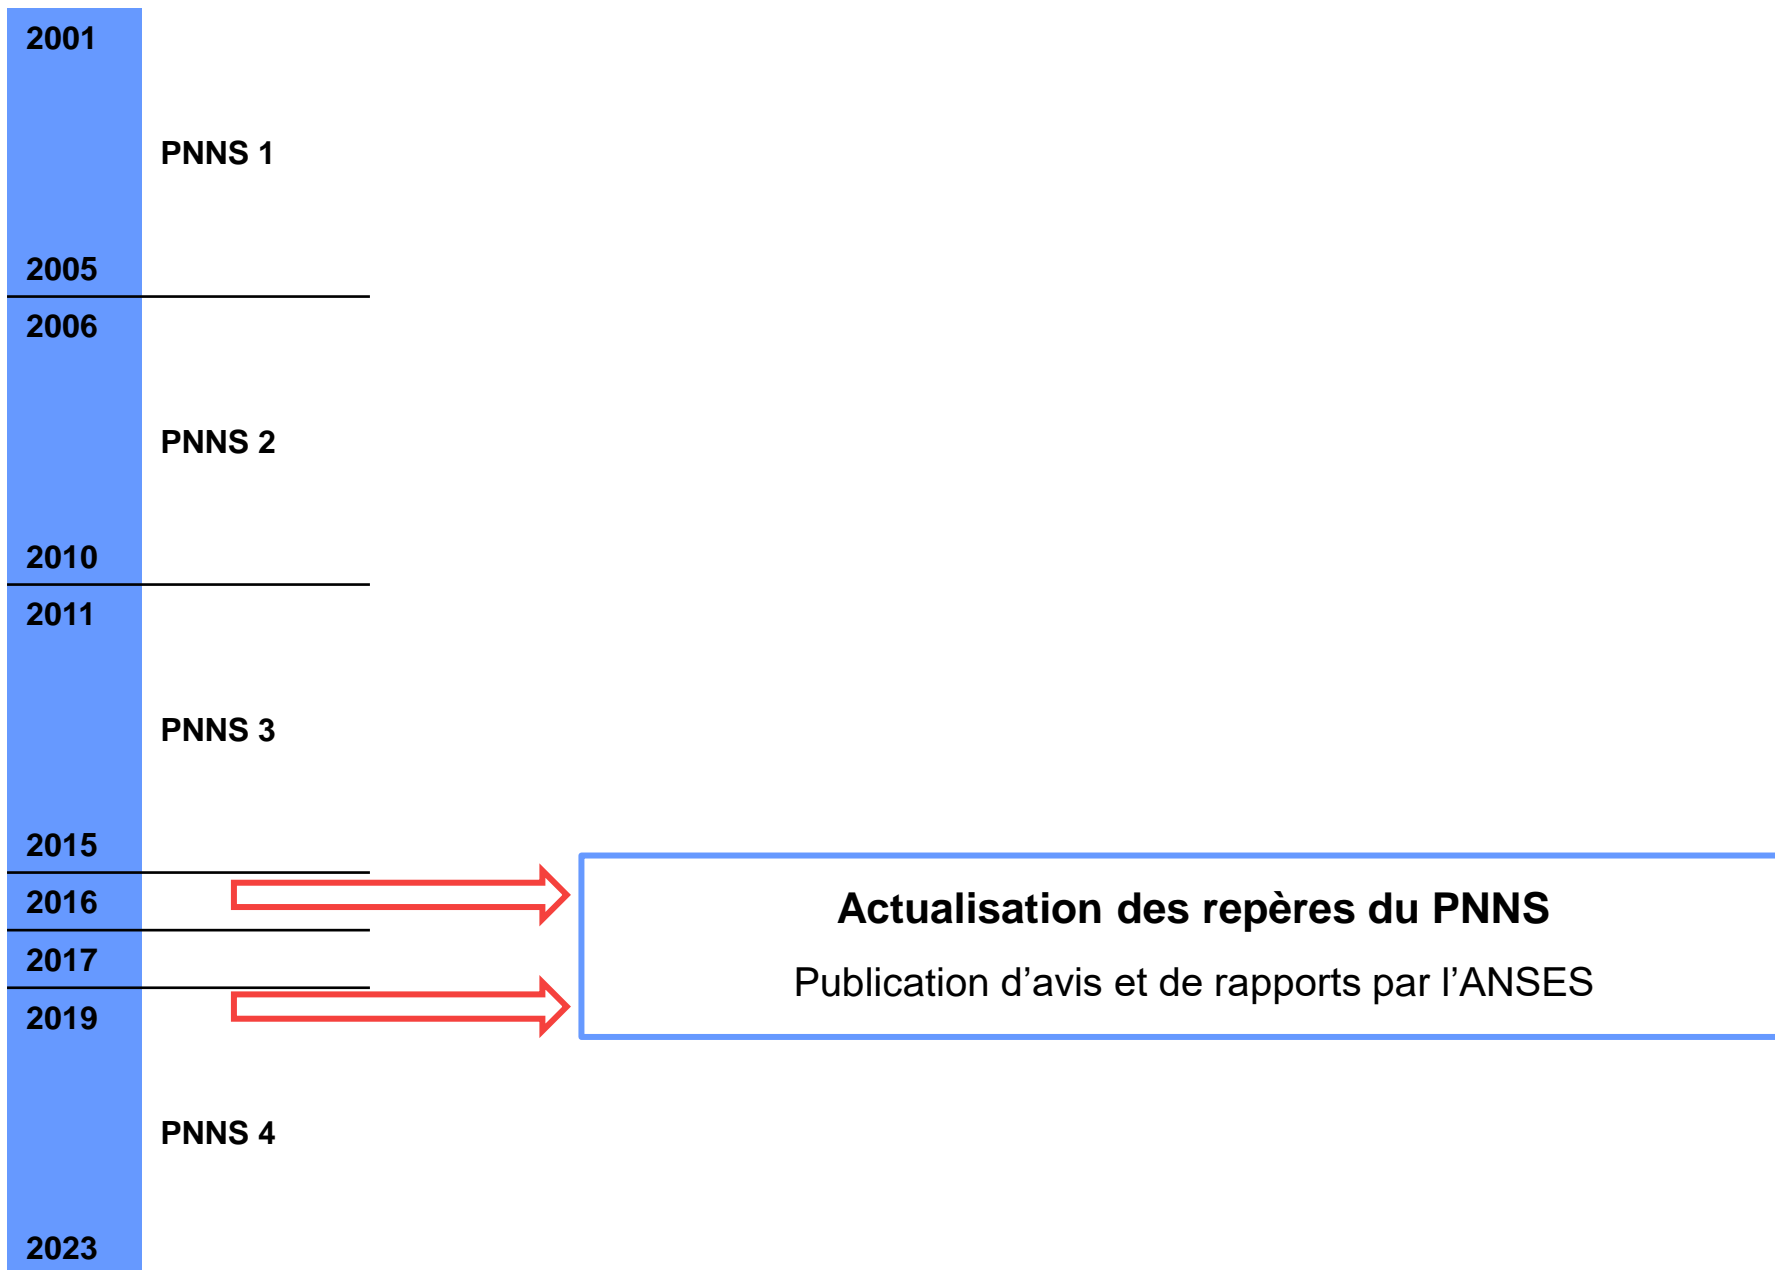 2001
PNNS 1
2005
2006
PNNS 2
2010
2011
PNNS 3
2015
2016
Actualisation des repères du PNNS
2017
Publication d’avis et de rapports par l’ANSES
2019
PNNS 4
2023